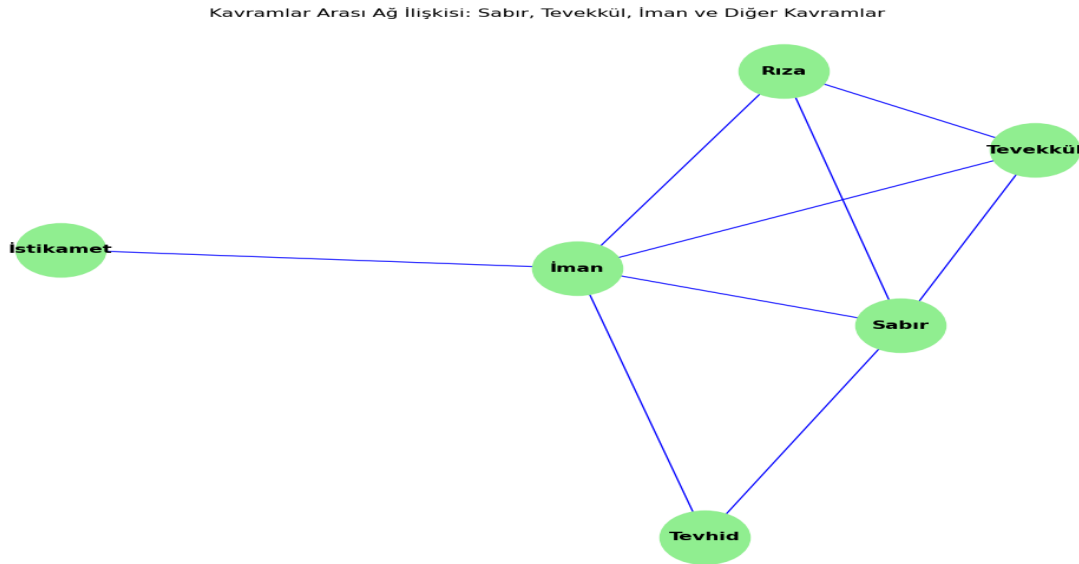 Kavramlar Arası Ağ İlişkisi: Sabır, Tevekkül, İman ve Diğer Kavramlar
Rıza
Tevekkül
İstikamet
İman
Sabır
Tevhid